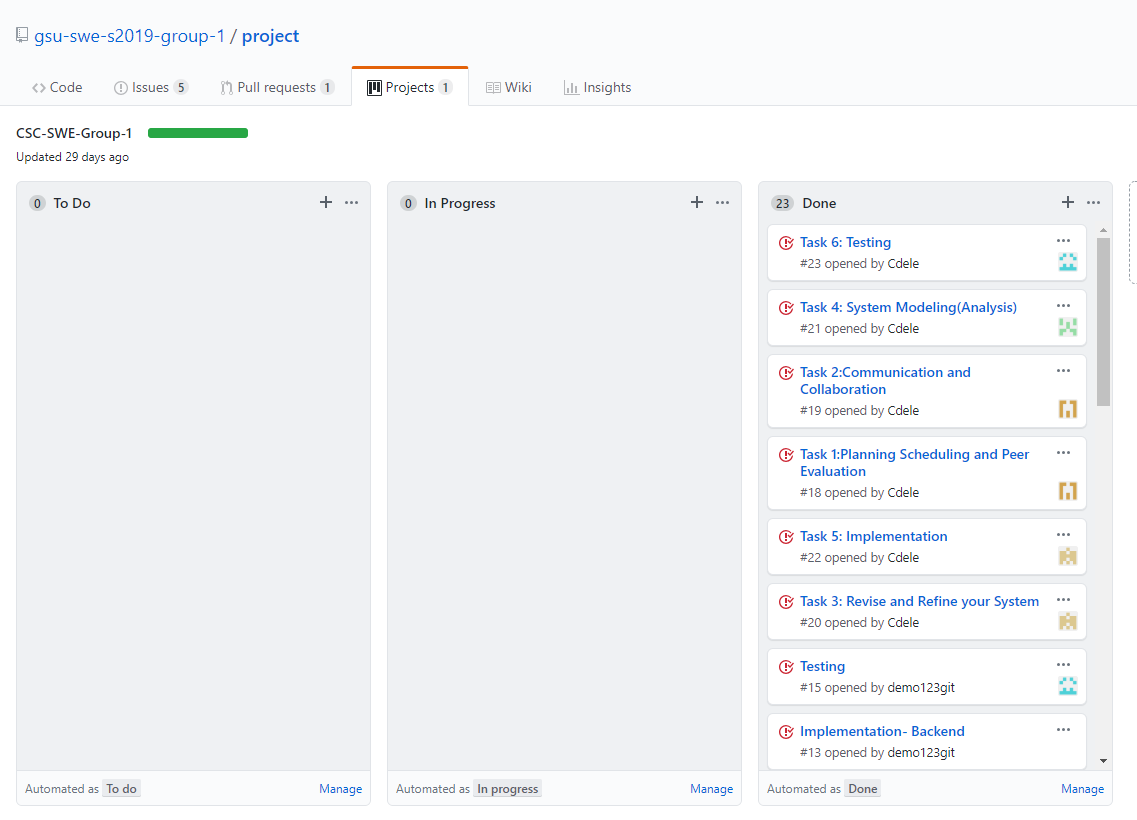 gsu-swe-s2019-group-1 / project
Code Issues 5 Pull requests 1 Projects 1 Wiki Insights
CSC-SWE-Group-1
Updated 29 days ago
0 To Do
Automated as To do Manage
0 In Progress
Automated as In progress Manage
23 Done
Task 6: Testing
#23 opened by Cdele
Task 4: System Modeling(Analysis)
#21 opened by Cdele
Task 2:Communication and
Collaboration
#19 opened by Cdele
Task 1:Planning Scheduling and Peer
Evaluation
#18 opened by Cdele
Task 5: Implementation
#22 opened by Cdele
Task 3: Revise and Refine your System
#20 opened by Cdele
Testing
#15 opened by demo123git
Implementation- Backend
#13 opened by demo123git
Automated as Done Manage